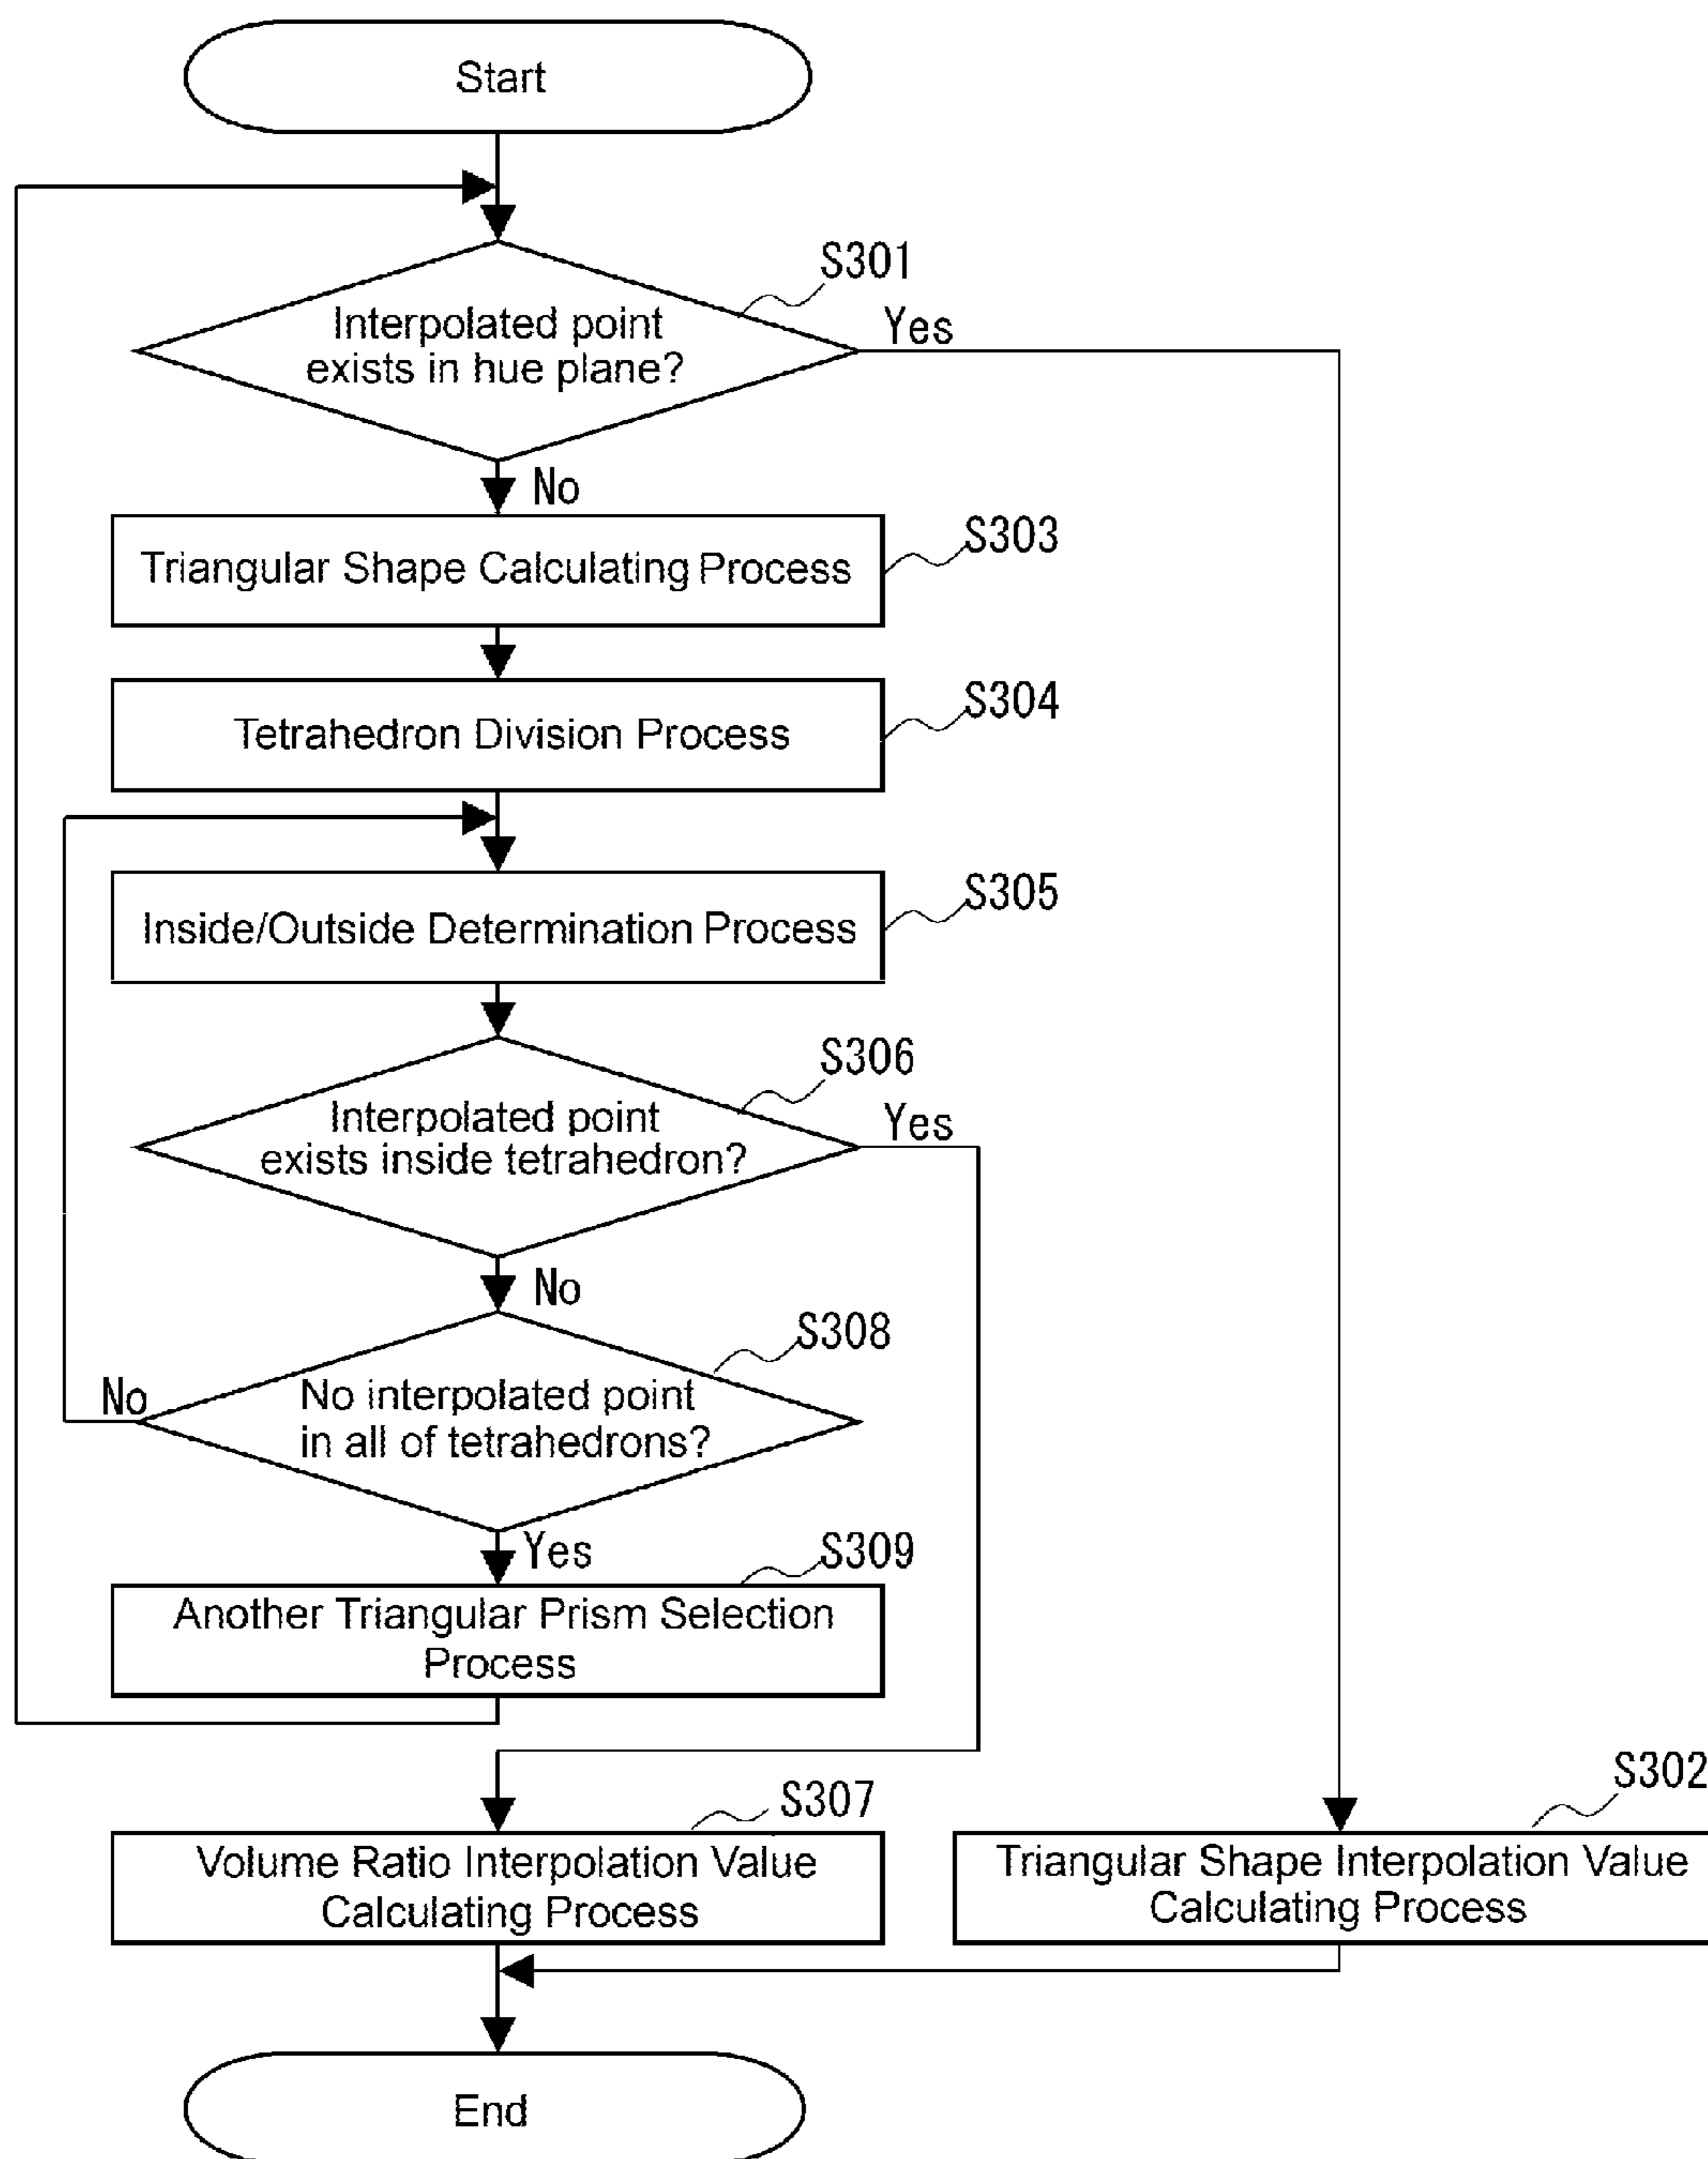 Start
S301
Interpolated point
exists in hue plane?
Yes
No
Triangular Shape Calculating Process
S303
Tetrahedron Division Process
S304
Inside/Outside Determination Process
S305
S306
Interpolated point
exists inside tetrahedron?
Yes
No
S308
No interpolated point
in all of tetrahedrons?
No
Yes
S309
Another Triangular Prism Selection
Process
S307
Volume Ratio Interpolation Value
Calculating Process
S302
Triangular Shape Interpolation Value
Calculating Process
End